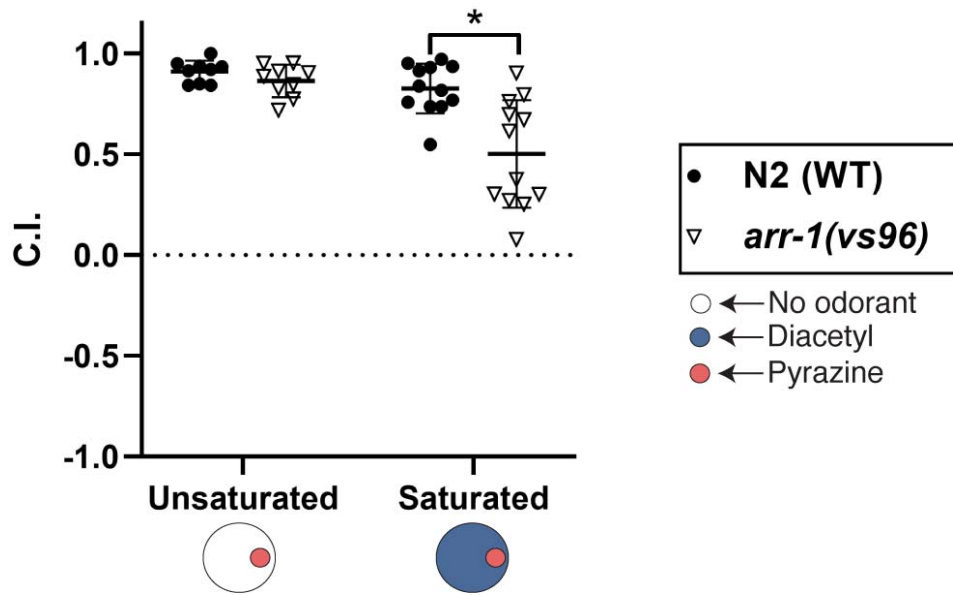 *
1.0
0.5
0.0
-0.5
-1.0
C.I.
Unsaturated Saturated
N2 (WT)
arr-1(vs96)
No odorant
Diacetyl
Pyrazine